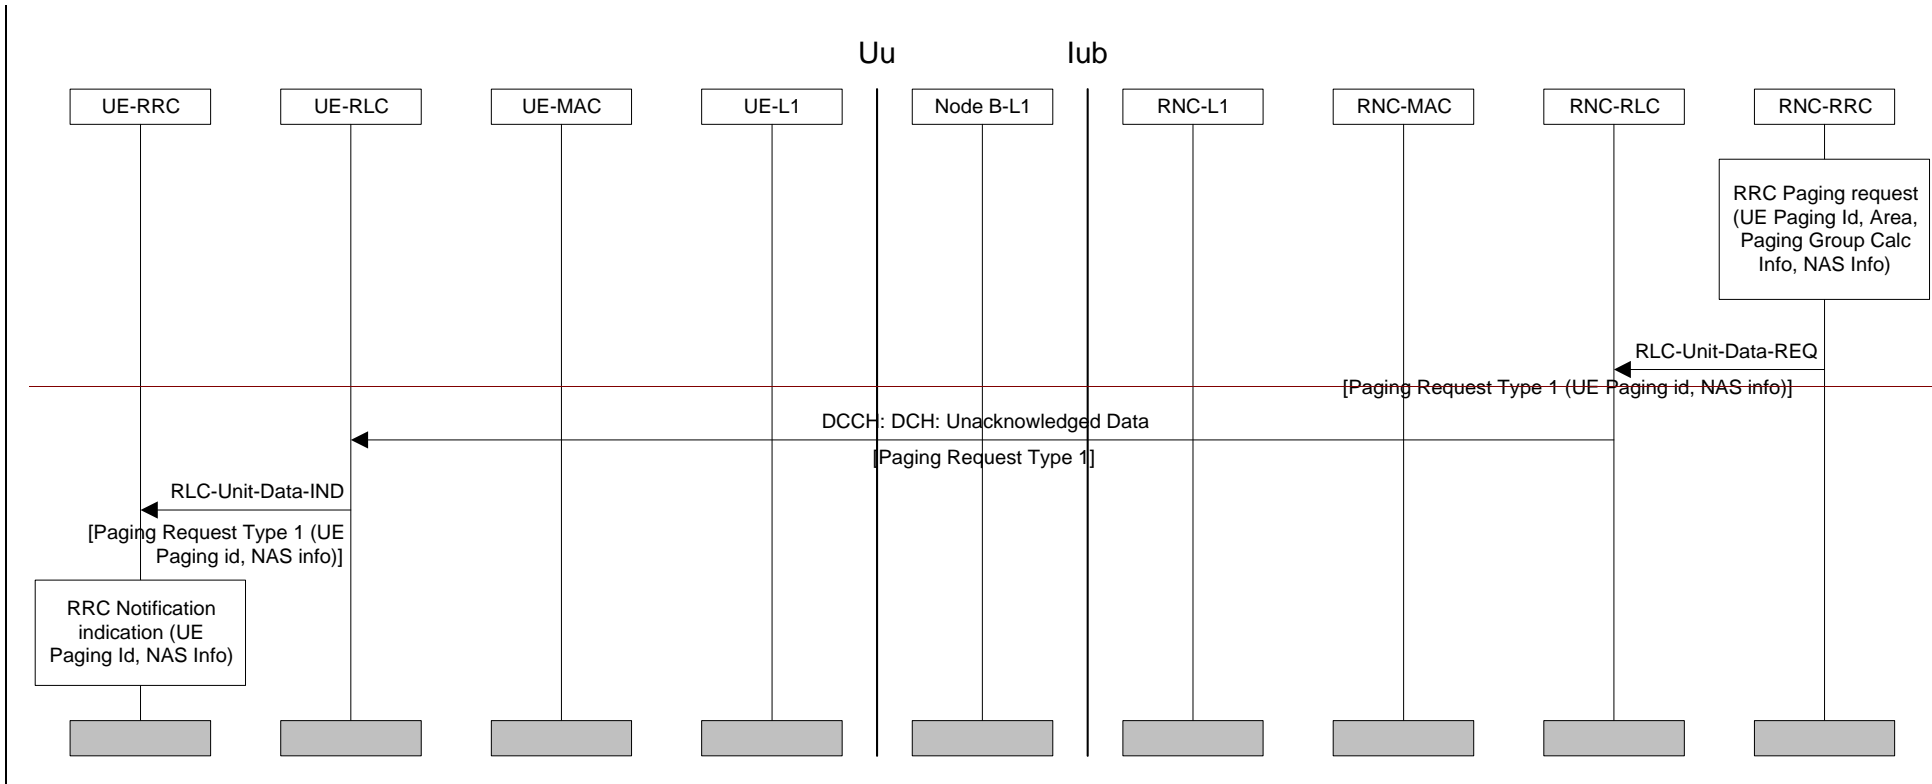 Uu
Iub
UE-RRC
UE-RLC
UE-MAC
UE-L1
Node B-L1
RNC-L1
RNC-MAC
RNC-RLC
RNC-RRC
RRC Paging request
(UE Paging Id, Area,
Paging Group Calc
Info, NAS Info)
RLC-Unit-Data-REQ
[Paging Request Type 1 (UE Paging id, NAS info)]
DCCH: DCH: Unacknowledged Data
[Paging Request Type 1]
RLC-Unit-Data-IND
[Paging Request Type 1 (UE
Paging id, NAS info)]
RRC Notification
indication (UE
Paging Id, NAS Info)